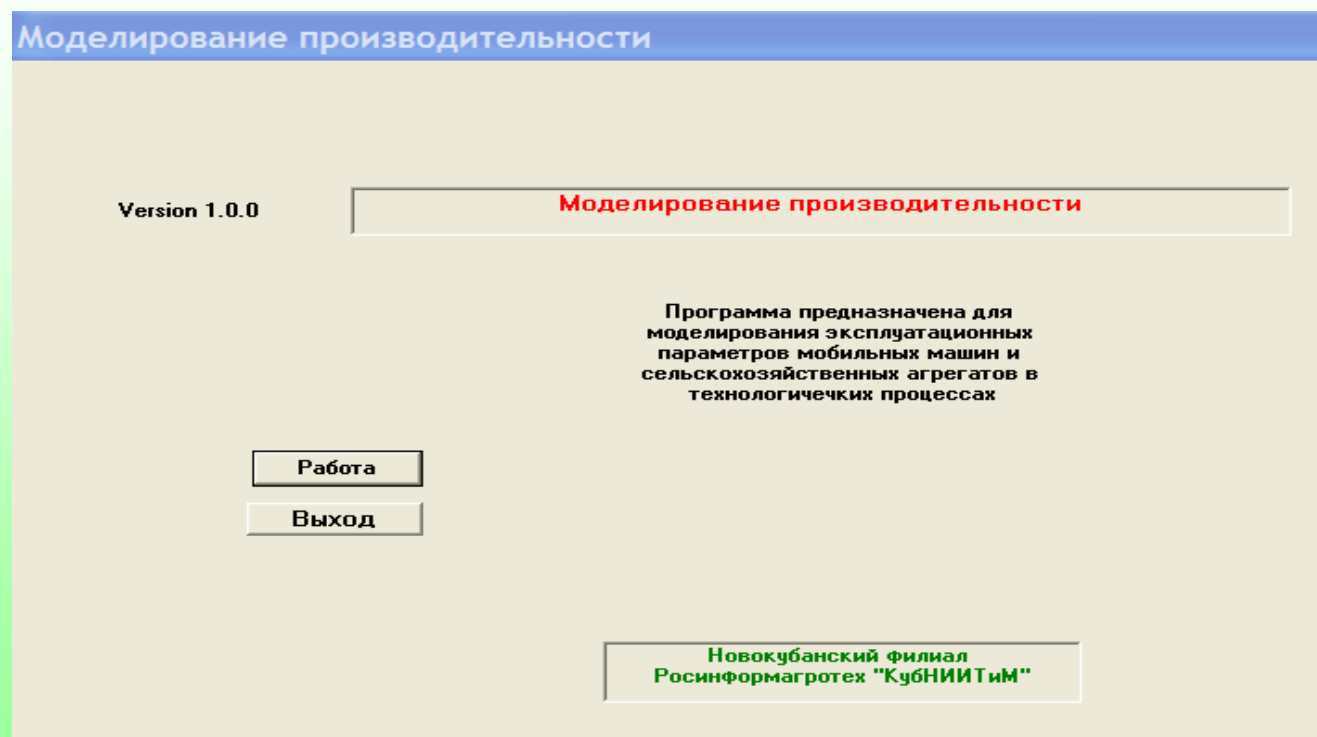 Моделирование производительности
Version 1.0.0
Моделирование производительности
Программа предназначена для
моделирования эксплуатационных
параметров мобильных машин и
сельскохозяйственных агрегатов в
технологичечких процессах
Работа
Выход
Новокубанский филиал
Росинформагротех "КубНИИТиМ"